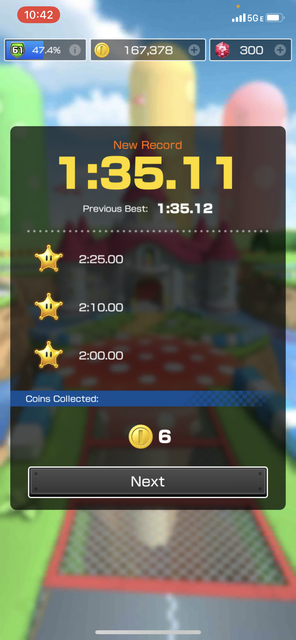 10:42
5G E
61 47.4% i 167,378 + 300 +
New Record
1:35.11
Previous Best: 1:35.12
2:25.00
2:10.00
2:00.00
Coins Collected:
6
Next